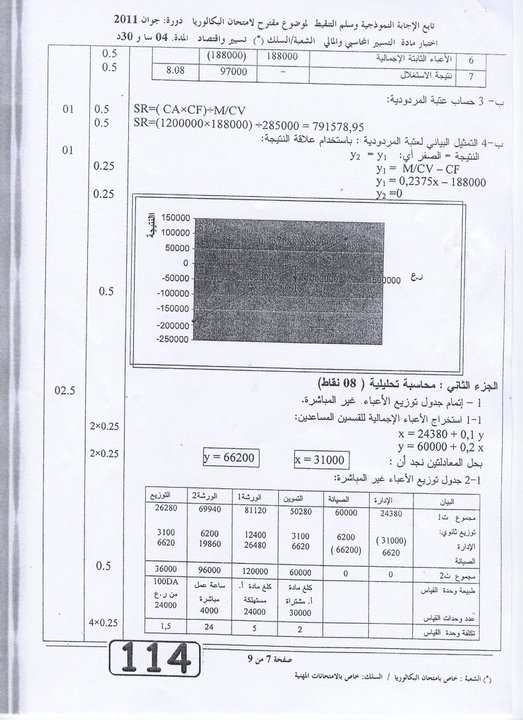 تابع الإجابة النموذجية وسلم التنقيط لموضوع مقترح لامتحان البكالوريا دورة: جوان 2011
اختبار مادة التسيير المحاسبي والمالي الشعبة/السلك (*) تسيير واقتصاد المدة. 04 سا و 30د
0.5 (188000) 188000 الأعباء الثابتة الإجمالية 6
0.5 8.08 97000 – نتيجة الاستغلال 7
ب- 3 حساب عتبة المردودية:
01 0.5 SR=( CA×CF)÷M/CV
0.5 SR=(1200000×188000) ÷285000 = 791578,95
ب-4 التمثيل البياني لعتبة المردودية : باستخدام علاقة النتيجة:
01 النتيجة = الصفر أي: y₂ = y₁
0.25 y₁ = M/CV – CF
y₁ = 0,2375x – 188000
0.25 y₂ =0
النتيجة
150000
100000
50000
0
-50000
-100000
-150000
-200000
-250000
ر.ع
0.5
الجزء الثاني : محاسبة تحليلية ( 08 نقاط)
02.5 1 – إتمام جدول توزيع الأعباء غير المباشرة.
1-1 استخراج الأعباء الإجمالية للقسمين المساعدين:
2×0.25 x = 24380 + 0,1 y
y = 60000 + 0,2 x
2×0.25 بحل المعادلتين نجد أن : x = 31000 y = 66200
1-2 جدول توزيع الأعباء غير المباشرة:
البيان الإدارة الصيانة التموين الورشة1 الورشة2 التوزيع
مجموع ت1 24380 60000 50280 81120 69940 26280
توزيع ثانوي:
الإدارة (31000) 6200 3100 12400 6200 3100
الصيانة 6620 (66200) 6620 26480 19860 6620
0.5 مجموع ت2 0 0 60000 120000 96000 36000
طبيعة وحدة القياس كلغ مادة أ. مشتراة كلغ مادة أ. مستهلكة ساعة عمل مباشرة 100DA من ر.ع
عدد وحدات القياس 30000 24000 4000 24000
4×0.25 تكلفة وحدة القياس 2 5 24 1,5
114
صفحة 7 من 9
(*) الشعبة : خاص بامتحان البكالوريا / السلك: خاص بالامتحانات المهنية